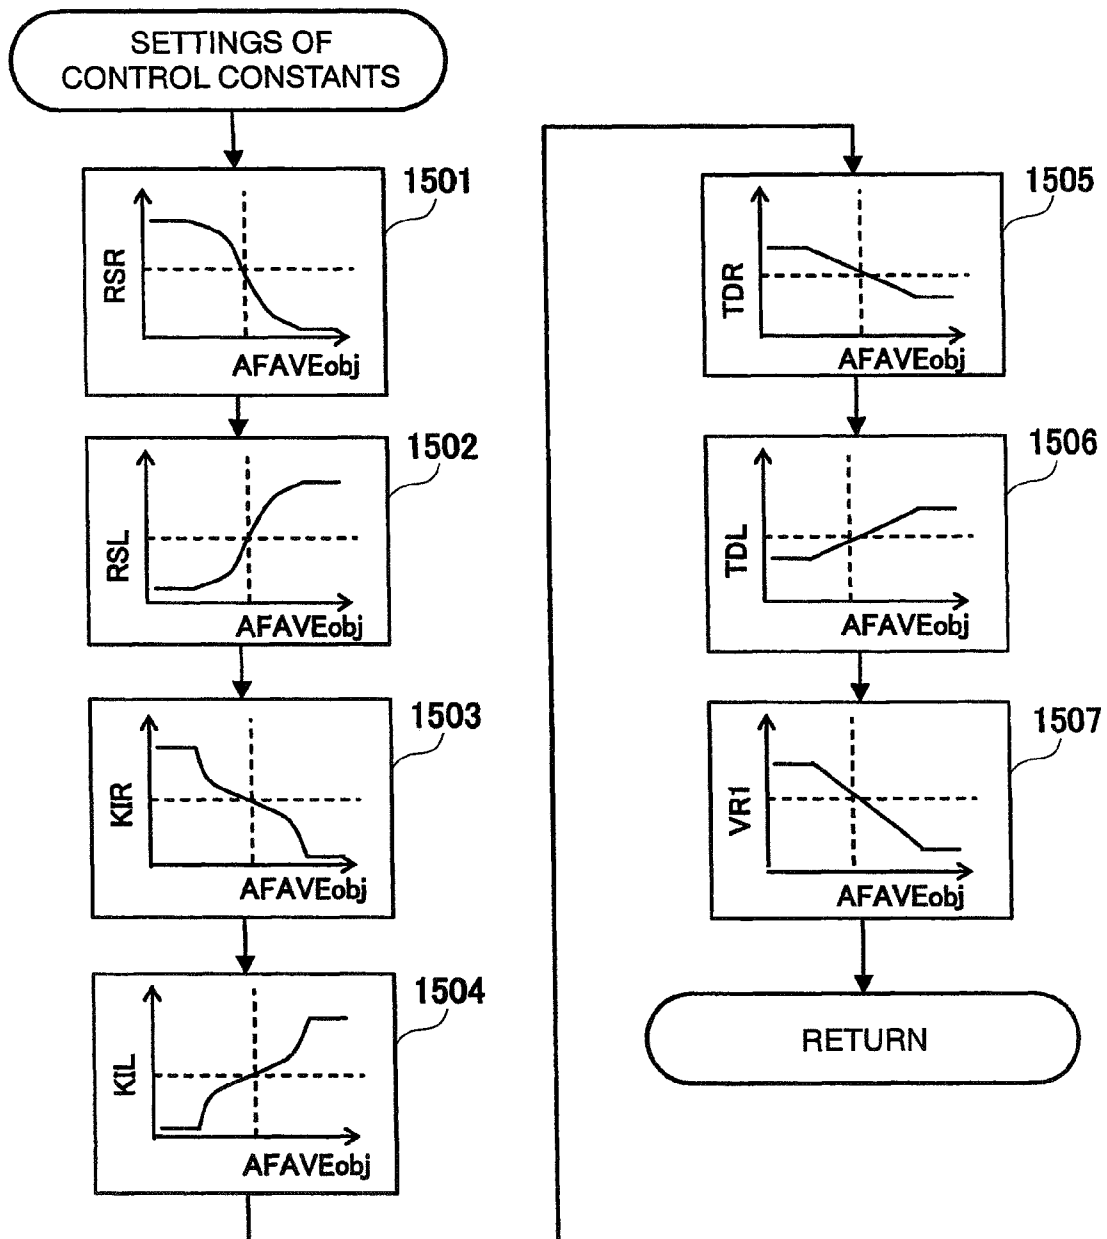 SETTINGS OF
CONTROL CONSTANTS
1501
RSR
AFAVEobj
1502
RSL
AFAVEobj
1503
KIR
AFAVEobj
1504
KIL
AFAVEobj
1505
TDR
AFAVEobj
1506
TDL
AFAVEobj
1507
VR1
AFAVEobj
RETURN